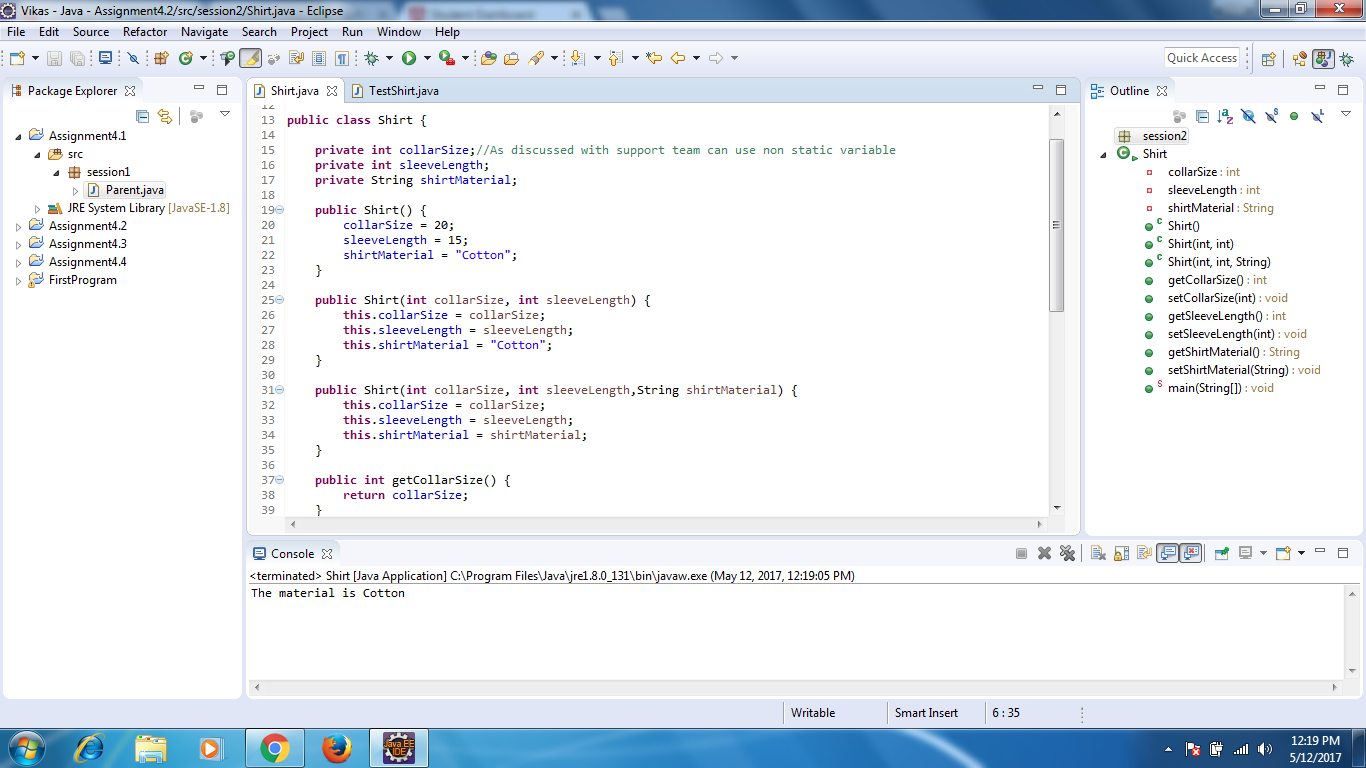 Vikas - Java - Assignment4.2/src/session2/Shirt.java - Eclipse
File Edit Source Refactor Navigate Search Project Run Window Help
Quick Access
Package Explorer
Assignment4.1
src
session1
Parent.java
JRE System Library [JavaSE-1.8]
Assignment4.2
Assignment4.3
Assignment4.4
FirstProgram
Shirt.java TestShirt.java
12
13 public class Shirt {
14
15 private int collarSize;//As discussed with support team can use non static variable
16 private int sleeveLength;
17 private String shirtMaterial;
18
19 public Shirt() {
20 collarSize = 20;
21 sleeveLength = 15;
22 shirtMaterial = "Cotton";
23 }
24
25 public Shirt(int collarSize, int sleeveLength) {
26 this.collarSize = collarSize;
27 this.sleeveLength = sleeveLength;
28 this.shirtMaterial = "Cotton";
29 }
30
31 public Shirt(int collarSize, int sleeveLength,String shirtMaterial) {
32 this.collarSize = collarSize;
33 this.sleeveLength = sleeveLength;
34 this.shirtMaterial = shirtMaterial;
35 }
36
37 public int getCollarSize() {
38 return collarSize;
39 }
Outline
session2
Shirt
collarSize : int
sleeveLength : int
shirtMaterial : String
Shirt()
Shirt(int, int)
Shirt(int, int, String)
getCollarSize() : int
setCollarSize(int) : void
getSleeveLength() : int
setSleeveLength(int) : void
getShirtMaterial() : String
setShirtMaterial(String) : void
main(String[]) : void
Console
<terminated> Shirt [Java Application] C:\Program Files\Java\jre1.8.0_131\bin\javaw.exe (May 12, 2017, 12:19:05 PM)
The material is Cotton
Writable Smart Insert 6 : 35
Java EE
IDE
12:19 PM
5/12/2017